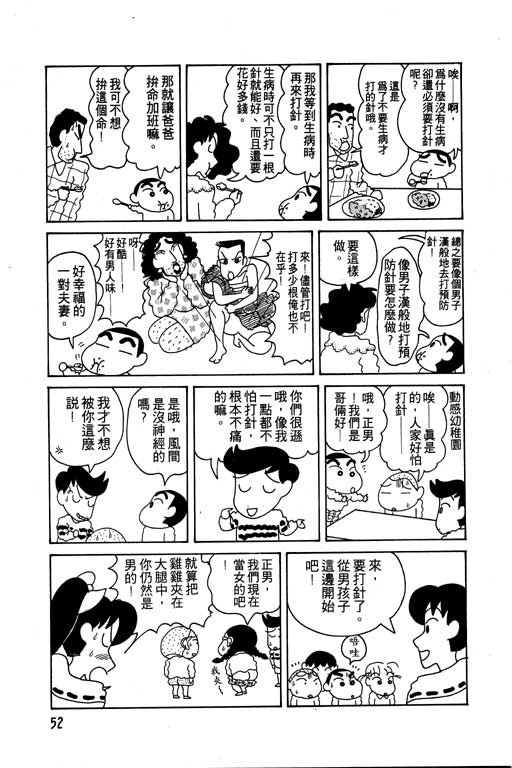 唉——啊，
為什麼沒有生病
卻還必須要打針
呢？
這是
為了不要生病才
打的針哦。
那我等到生病時
再來打針。
生病時可不只打一根
針就能好、而且還要
花好多錢。
那就讓爸爸
拚命加班嘛。
我可不想
拚這個命！
總之要像個男子
漢般地去打預防
針！
像男子漢般地打預
防針要怎麼做？
要這樣
做。
來！儘管打吧！
打多少根俺也不
在乎！
呀——
好酷——！
好有男人味
好幸福的
一對夫妻。
動感幼稚園
唉——真是
的，人家好怕
打針——
哦，正男
！我們是
哥倆好—
你們很遜
哦，像我
一點都不
怕打針，
根本不痛
的嘛。
是哦，風間
是沒神經的
嗎？
我才不想
被你這麼
說！
來，
要打針了。
從男孩子
這邊開始
吧！
唔哇
正男，
我們現在
當女的吧
！
我矣～
就算把
雞雞夾在
大腿中，
你仍然是
男的！
52